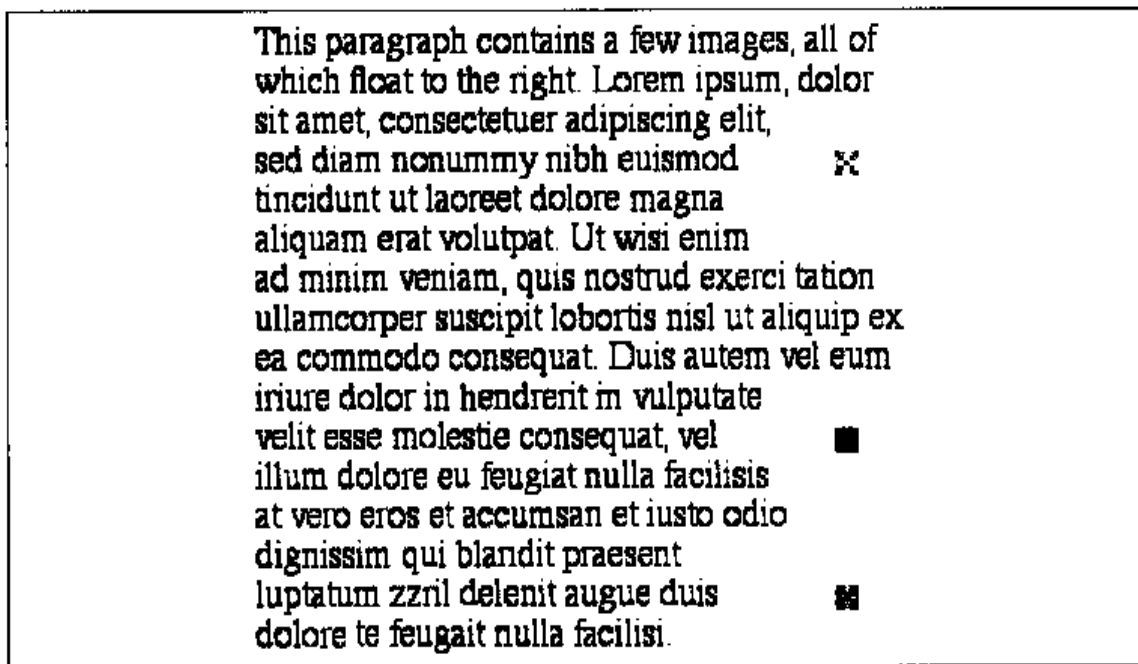 This paragraph contains a few images, all of
which float to the right. Lorem ipsum, dolor
sit amet, consectetuer adipiscing elit,
sed diam nonummy nibh euismod
tincidunt ut laoreet dolore magna
aliquam erat volutpat. Ut wisi enim
ad minim veniam, quis nostrud exerci tation
ullamcorper suscipit lobortis nisl ut aliquip ex
ea commodo consequat. Duis autem vel eum
iriure dolor in hendrerit in vulputate
velit esse molestie consequat, vel
illum dolore eu feugiat nulla facilisis
at vero eros et accumsan et iusto odio
dignissim qui blandit praesent
luptatum zzril delenit augue duis
dolore te feugait nulla facilisi.